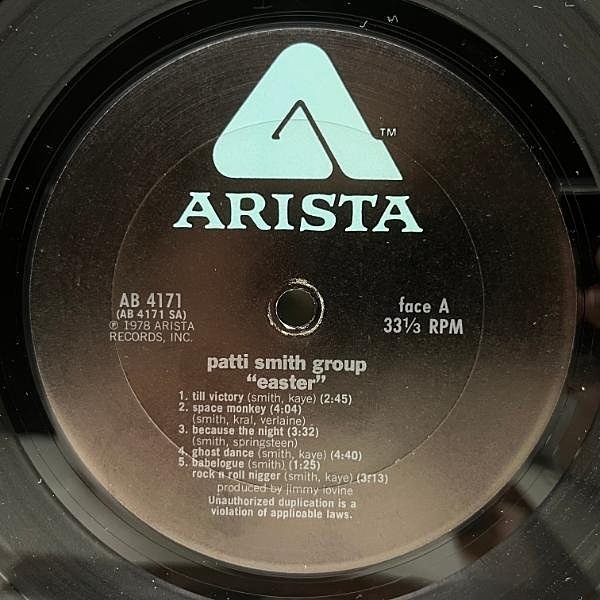 TM
ARISTA
AB 4171
(AB 4171 SA)
℗ 1978 ARISTA
RECORDS, INC.
face A
33⅓ RPM
patti smith group
"easter"
1. till victory (smith, kaye) (2:45)
2. space monkey (4:04)
(smith, kral, verlaine)
3. because the night (3:32)
(smith, springsteen)
4. ghost dance (smith, kaye) (4:40)
5. babelogue (smith) (1:25)
rock n roll nigger (smith, kaye) (3:13)
produced by jimmy iovine
Unauthorized duplication is a
violation of applicable laws.